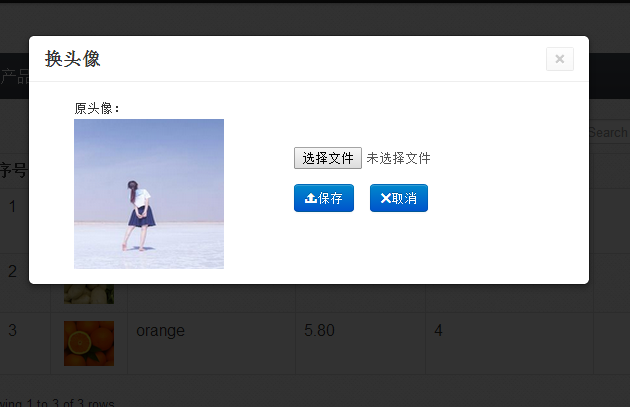 换头像
×
产品
原头像：
Search
选择文件 未选择文件
序号
保存 取消
1
2
3 orange 5.80 4
ving 1 to 3 of 3 rows